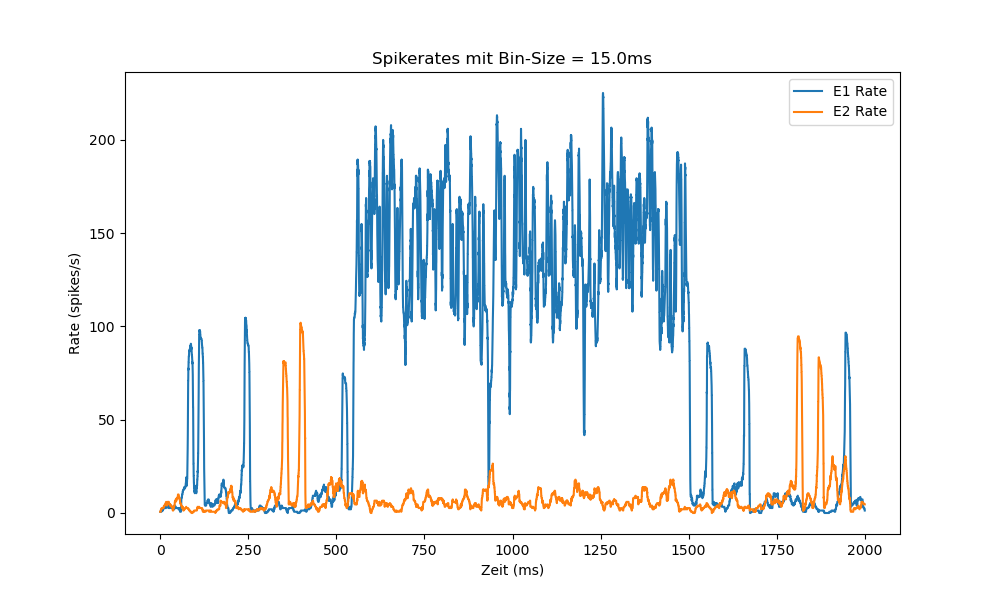 Spikerates mit Bin-Size = 15.0ms
E1 Rate
E2 Rate
Rate (spikes/s)
200
150
100
50
0
0 250 500 750 1000 1250 1500 1750 2000
Zeit (ms)